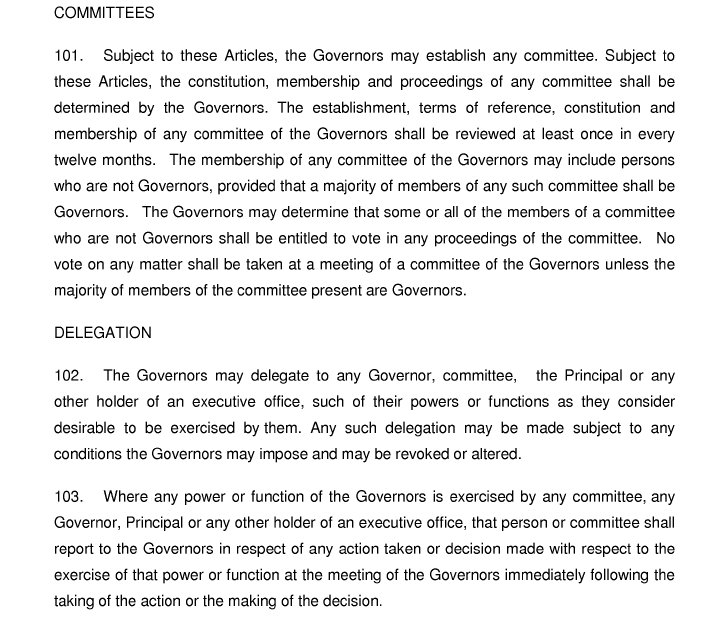 COMMITTEES
101. Subject to these Articles, the Governors may establish any committee. Subject to
these Articles, the constitution, membership and proceedings of any committee shall be
determined by the Governors. The establishment, terms of reference, constitution and
membership of any committee of the Governors shall be reviewed at least once in every
twelve months. The membership of any committee of the Governors may include persons
who are not Governors, provided that a majority of members of any such committee shall be
Governors. The Governors may determine that some or all of the members of a committee
who are not Governors shall be entitled to vote in any proceedings of the committee. No
vote on any matter shall be taken at a meeting of a committee of the Governors unless the
majority of members of the committee present are Governors.
DELEGATION
102. The Governors may delegate to any Governor, committee, the Principal or any
other holder of an executive office, such of their powers or functions as they consider
desirable to be exercised by them. Any such delegation may be made subject to any
conditions the Governors may impose and may be revoked or altered.
103. Where any power or function of the Governors is exercised by any committee, any
Governor, Principal or any other holder of an executive office, that person or committee shall
report to the Governors in respect of any action taken or decision made with respect to the
exercise of that power or function at the meeting of the Governors immediately following the
taking of the action or the making of the decision.